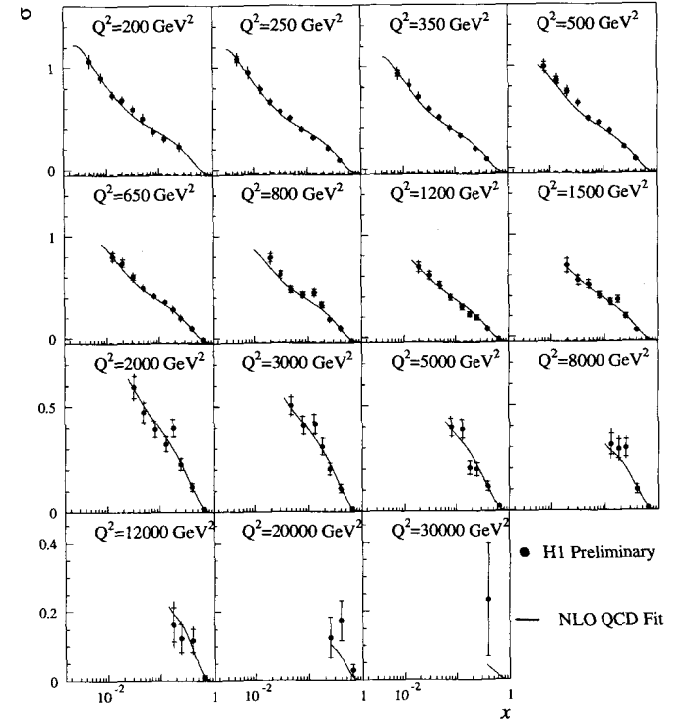 σ
Q²=200 GeV² Q²=250 GeV² Q²=350 GeV² Q²=500 GeV²
1
0
Q²=650 GeV² Q²=800 GeV² Q²=1200 GeV² Q²=1500 GeV²
1
0
Q²=2000 GeV² Q²=3000 GeV² Q²=5000 GeV² Q²=8000 GeV²
0.5
0
Q²=12000 GeV² Q²=20000 GeV² Q²=30000 GeV²
0.4
H1 Preliminary
0.2
NLO QCD Fit
0
10⁻² 1 10⁻² 1 10⁻² 1
x